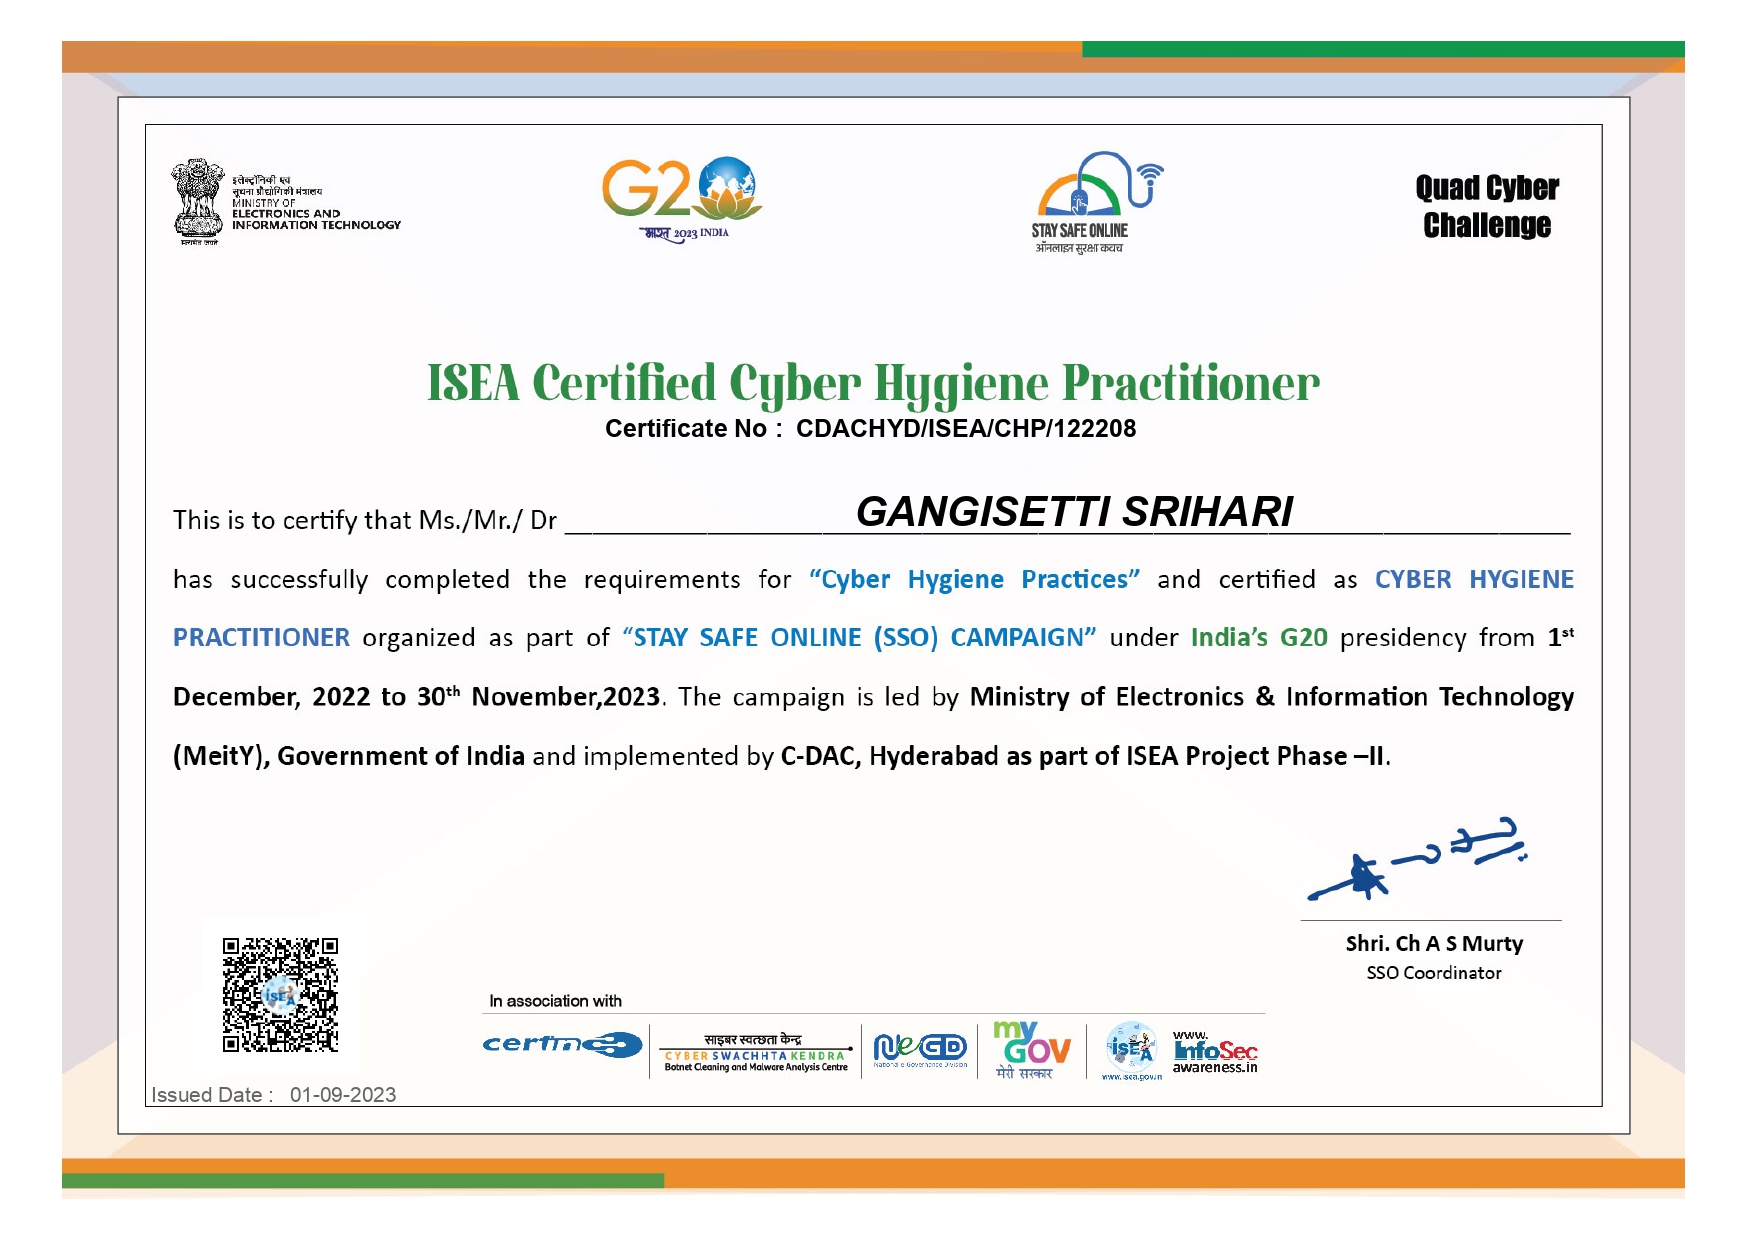 इलेक्ट्रॉनिकी एवं
सूचना प्रौद्योगिकी मंत्रालय
MINISTRY OF
ELECTRONICS AND
INFORMATION TECHNOLOGY
सत्यमेव जयते
G20
भारत 2023 INDIA
STAY SAFE ONLINE
ऑनलाइन सुरक्षा कवच
Quad Cyber
Challenge
ISEA Certified Cyber Hygiene Practitioner
Certificate No : CDACHYD/ISEA/CHP/122208
This is to certify that Ms./Mr./ Dr GANGISETTI SRIHARI
has successfully completed the requirements for “Cyber Hygiene Practices” and certified as CYBER HYGIENE
PRACTITIONER organized as part of “STAY SAFE ONLINE (SSO) CAMPAIGN” under India’s G20 presidency from 1st
December, 2022 to 30th November,2023. The campaign is led by Ministry of Electronics & Information Technology
(MeitY), Government of India and implemented by C-DAC, Hyderabad as part of ISEA Project Phase –II.
Shri. Ch A S Murty
SSO Coordinator
ISEA
In association with
certin
साइबर स्वच्छता केन्द्र
CYBER SWACHHTA KENDRA
Botnet Cleaning and Malware Analysis Centre
NeGD
National e-Governance Division
my
GOV
मेरी सरकार
ISEA
www.isea.gov.in
www.
InfoSec
awareness.in
Issued Date : 01-09-2023